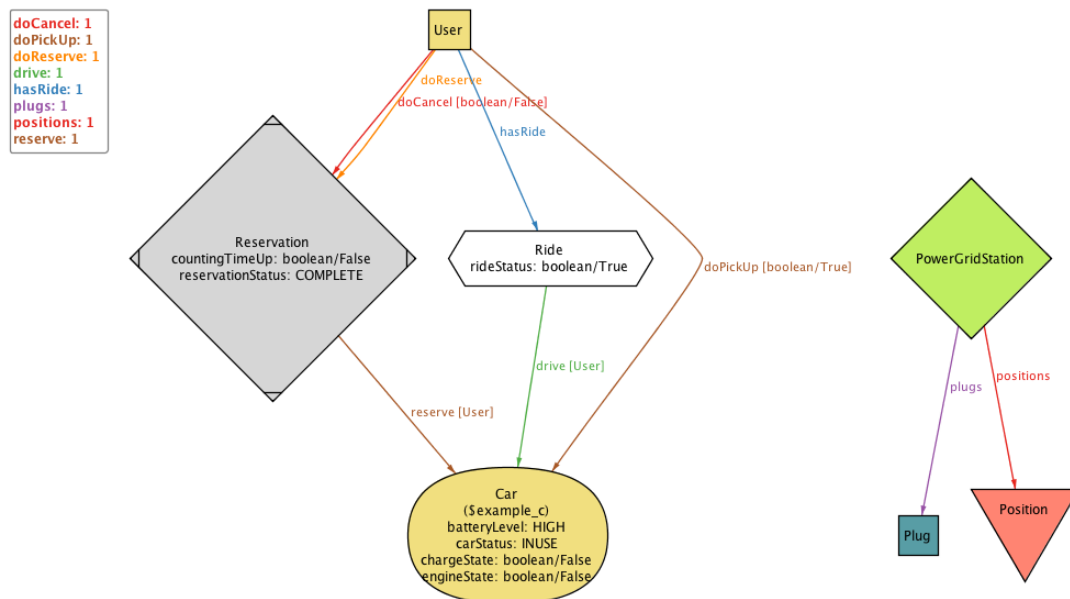 doCancel: 1
doPickUp: 1
doReserve: 1
drive: 1
hasRide: 1
plugs: 1
positions: 1
reserve: 1
User
doReserve
doCancel [boolean/False]
hasRide
Reservation
countingTimeUp: boolean/False
reservationStatus: COMPLETE
Ride
rideStatus: boolean/True
doPickUp [boolean/True]
PowerGridStation
drive [User]
reserve [User]
plugs
positions
Car
($example_c)
batteryLevel: HIGH
carStatus: INUSE
chargeState: boolean/False
engineState: boolean/False
Plug
Position